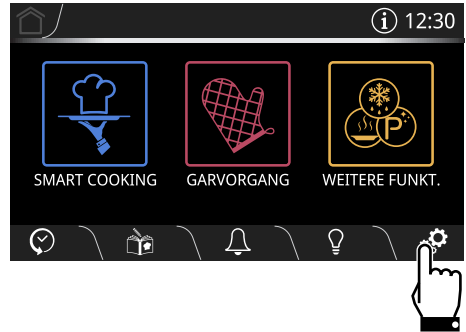 i 12:30
SMART COOKING
GARVORGANG
WEITERE FUNKT.
P